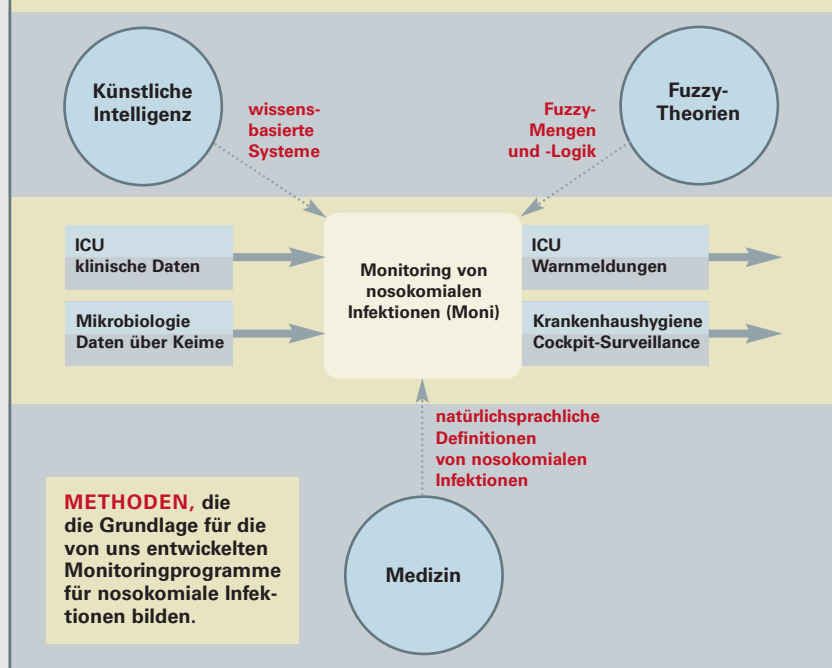 Künstliche
Intelligenz
wissens-
basierte
Systeme
Fuzzy-
Mengen
und -Logik
Fuzzy-
Theorien
ICU
klinische Daten
Mikrobiologie
Daten über Keime
Monitoring von
nosokomialen
Infektionen (Moni)
ICU
Warnmeldungen
Krankenhaushygiene
Cockpit-Surveillance
natürlichsprachliche
Definitionen
von nosokomialen
Infektionen
METHODEN, die
die Grundlage für die
von uns entwickelten
Monitoringprogramme
für nosokomiale Infek-
tionen bilden.
Medizin